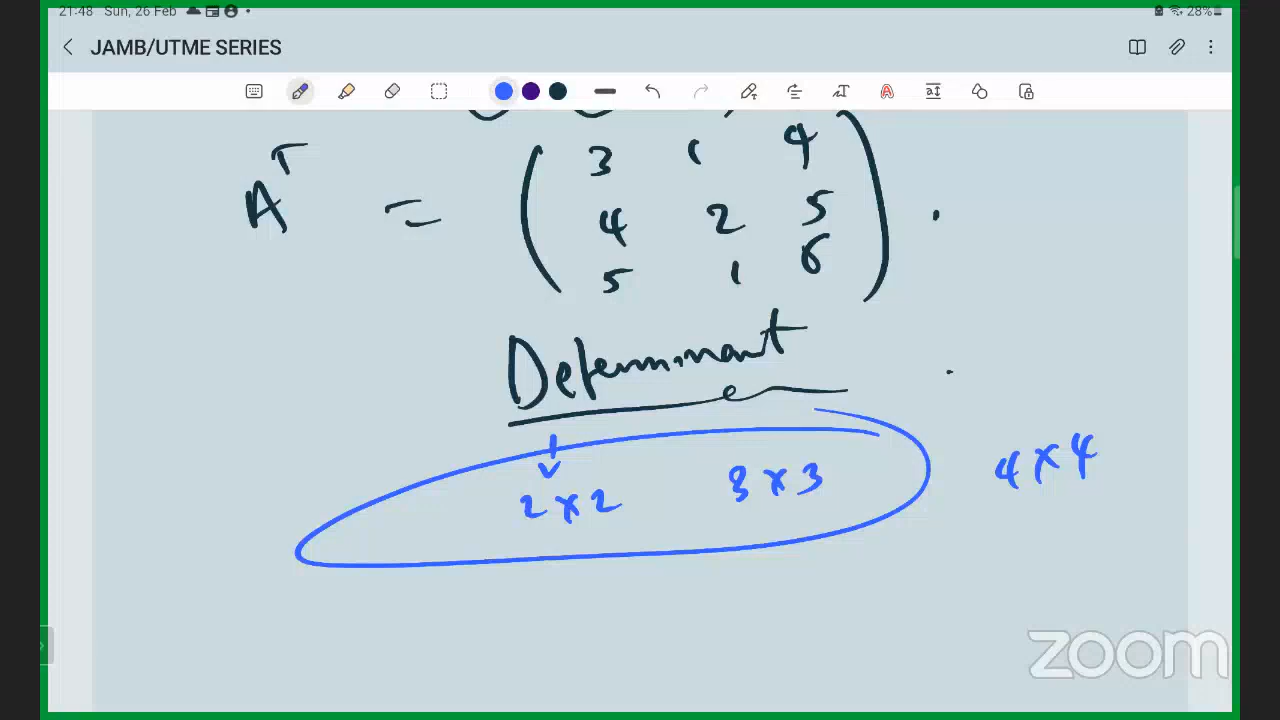 21:48 Sun, 26 Feb 28%
JAMB/UTME SERIES
3 1 4
A^T = 4 2 5 .
5 1 6
Determinant
2 x 2 3 x 3 4 x 4
zoom